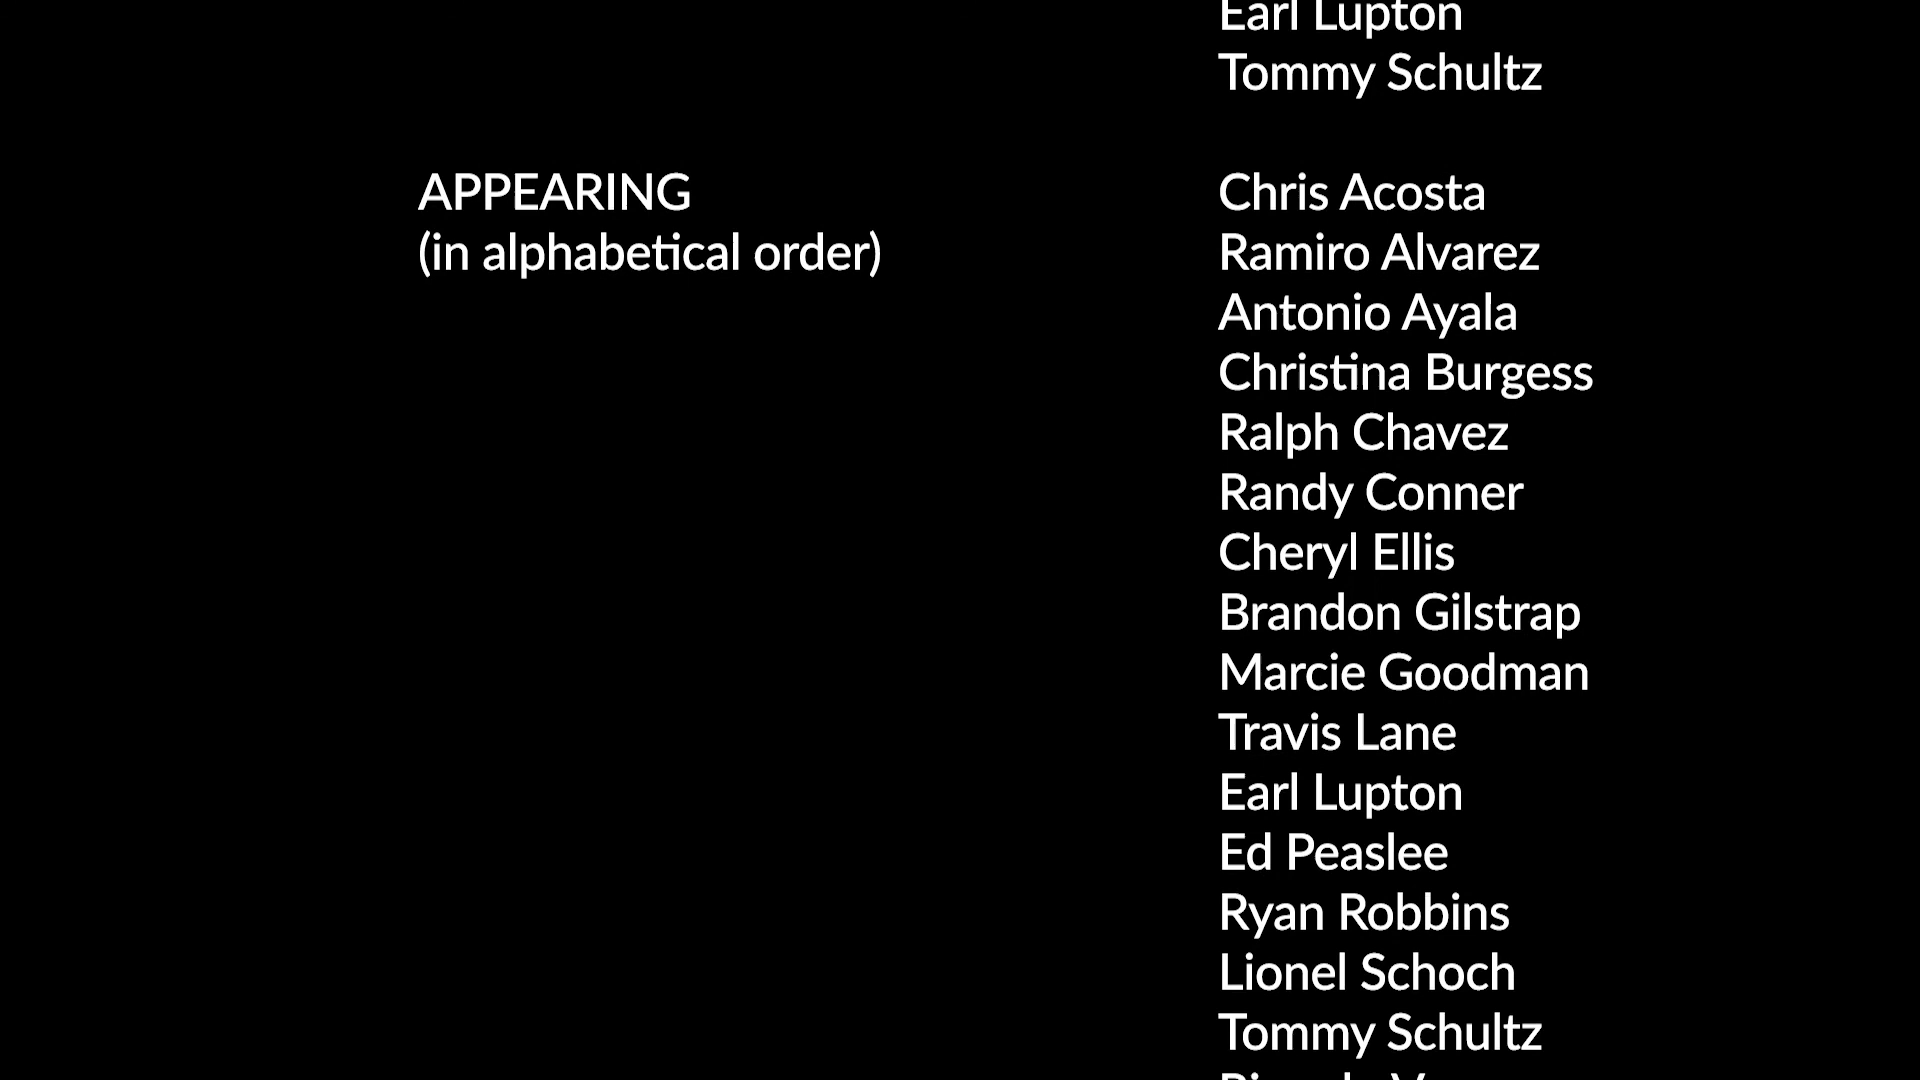 Earl Lupton
Tommy Schultz
APPEARING
(in alphabetical order)
Chris Acosta
Ramiro Alvarez
Antonio Ayala
Christina Burgess
Ralph Chavez
Randy Conner
Cheryl Ellis
Brandon Gilstrap
Marcie Goodman
Travis Lane
Earl Lupton
Ed Peaslee
Ryan Robbins
Lionel Schoch
Tommy Schultz